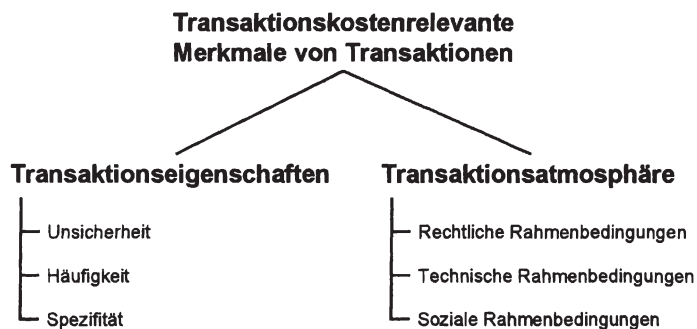 Transaktionskostenrelevante
Merkmale von Transaktionen
Transaktionseigenschaften
Unsicherheit
Häufigkeit
Spezifität
Transaktionsatmosphäre
Rechtliche Rahmenbedingungen
Technische Rahmenbedingungen
Soziale Rahmenbedingungen